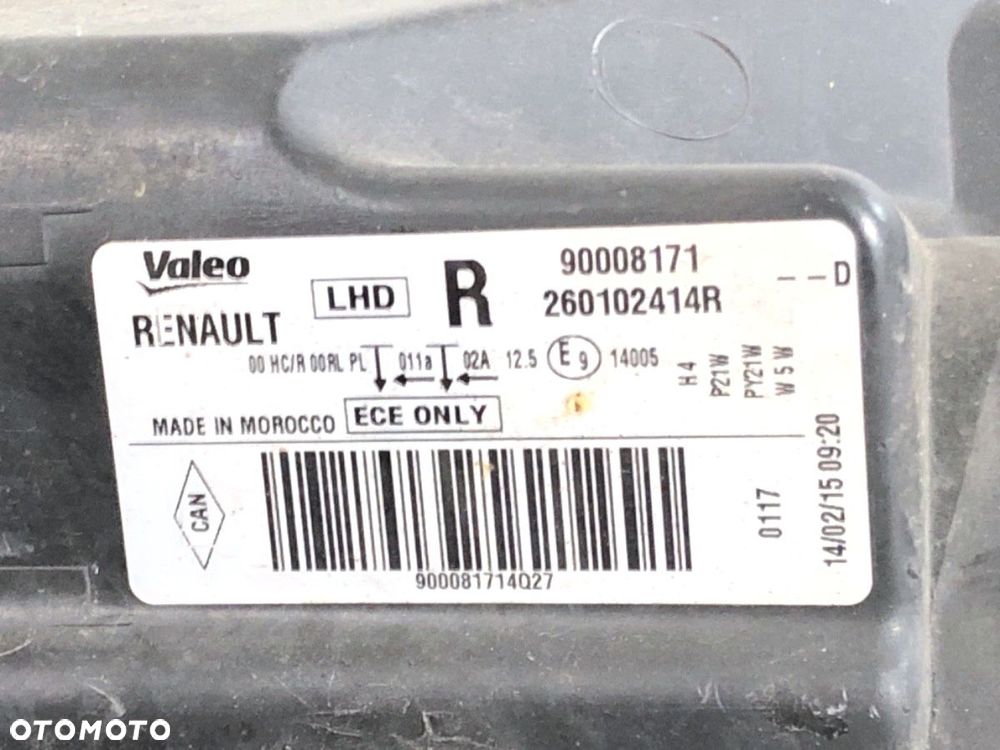 Valeo
LHD
R
90008171
RENAULT
260102414R
– – D
00 HC/R 00RL PL 011a 02A 12.5 E9 14005
H4
P21W
PY21W
W5W
MADE IN MOROCCO
ECE ONLY
CAN
900081714Q27
0117
14/02/15 09:20
OTOMOTO